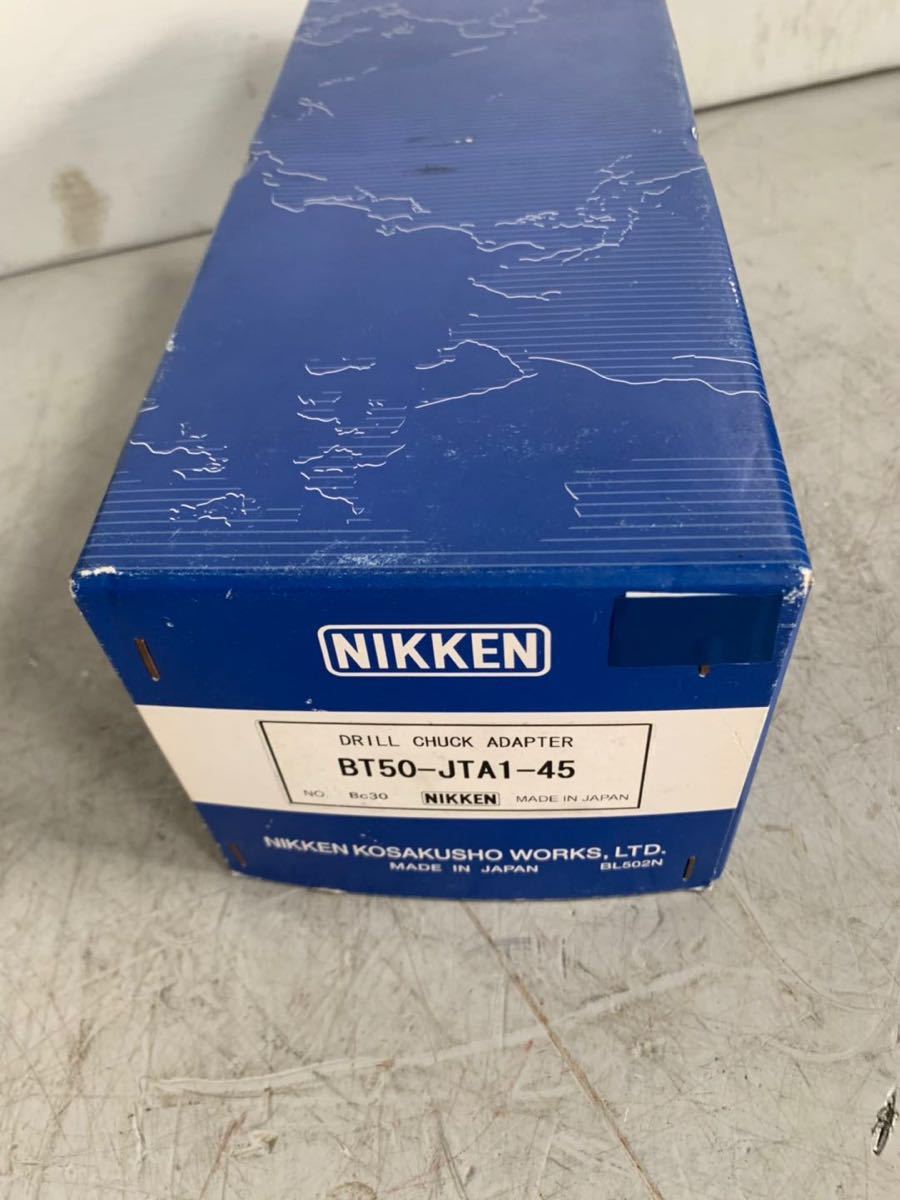 NIKKEN
DRILL CHUCK ADAPTER
BT50-JTA1-45
NO. Bc30 NIKKEN MADE IN JAPAN
NIKKEN KOSAKUSHO WORKS, LTD.
MADE IN JAPAN BL502N